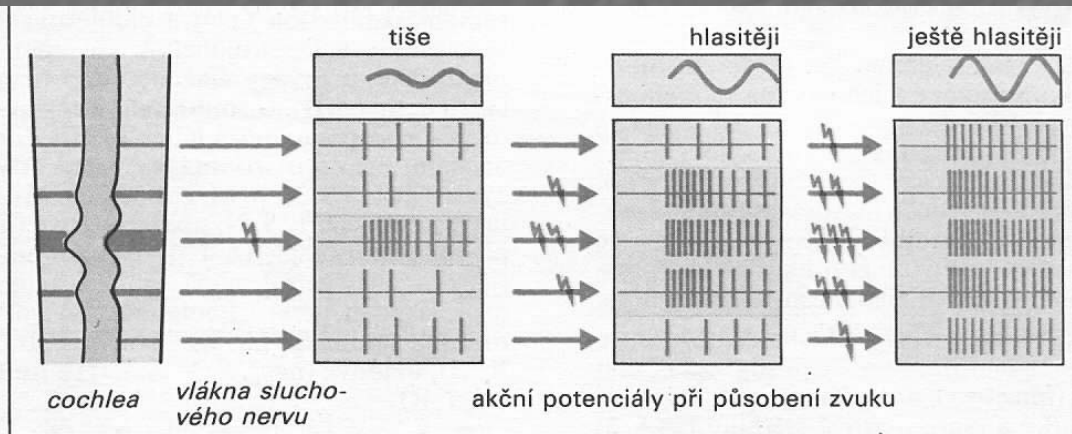 tiše
hlasitěji
ještě hlasitěji
cochlea
vlákna slucho-
vého nervu
akční potenciály při působení zvuku